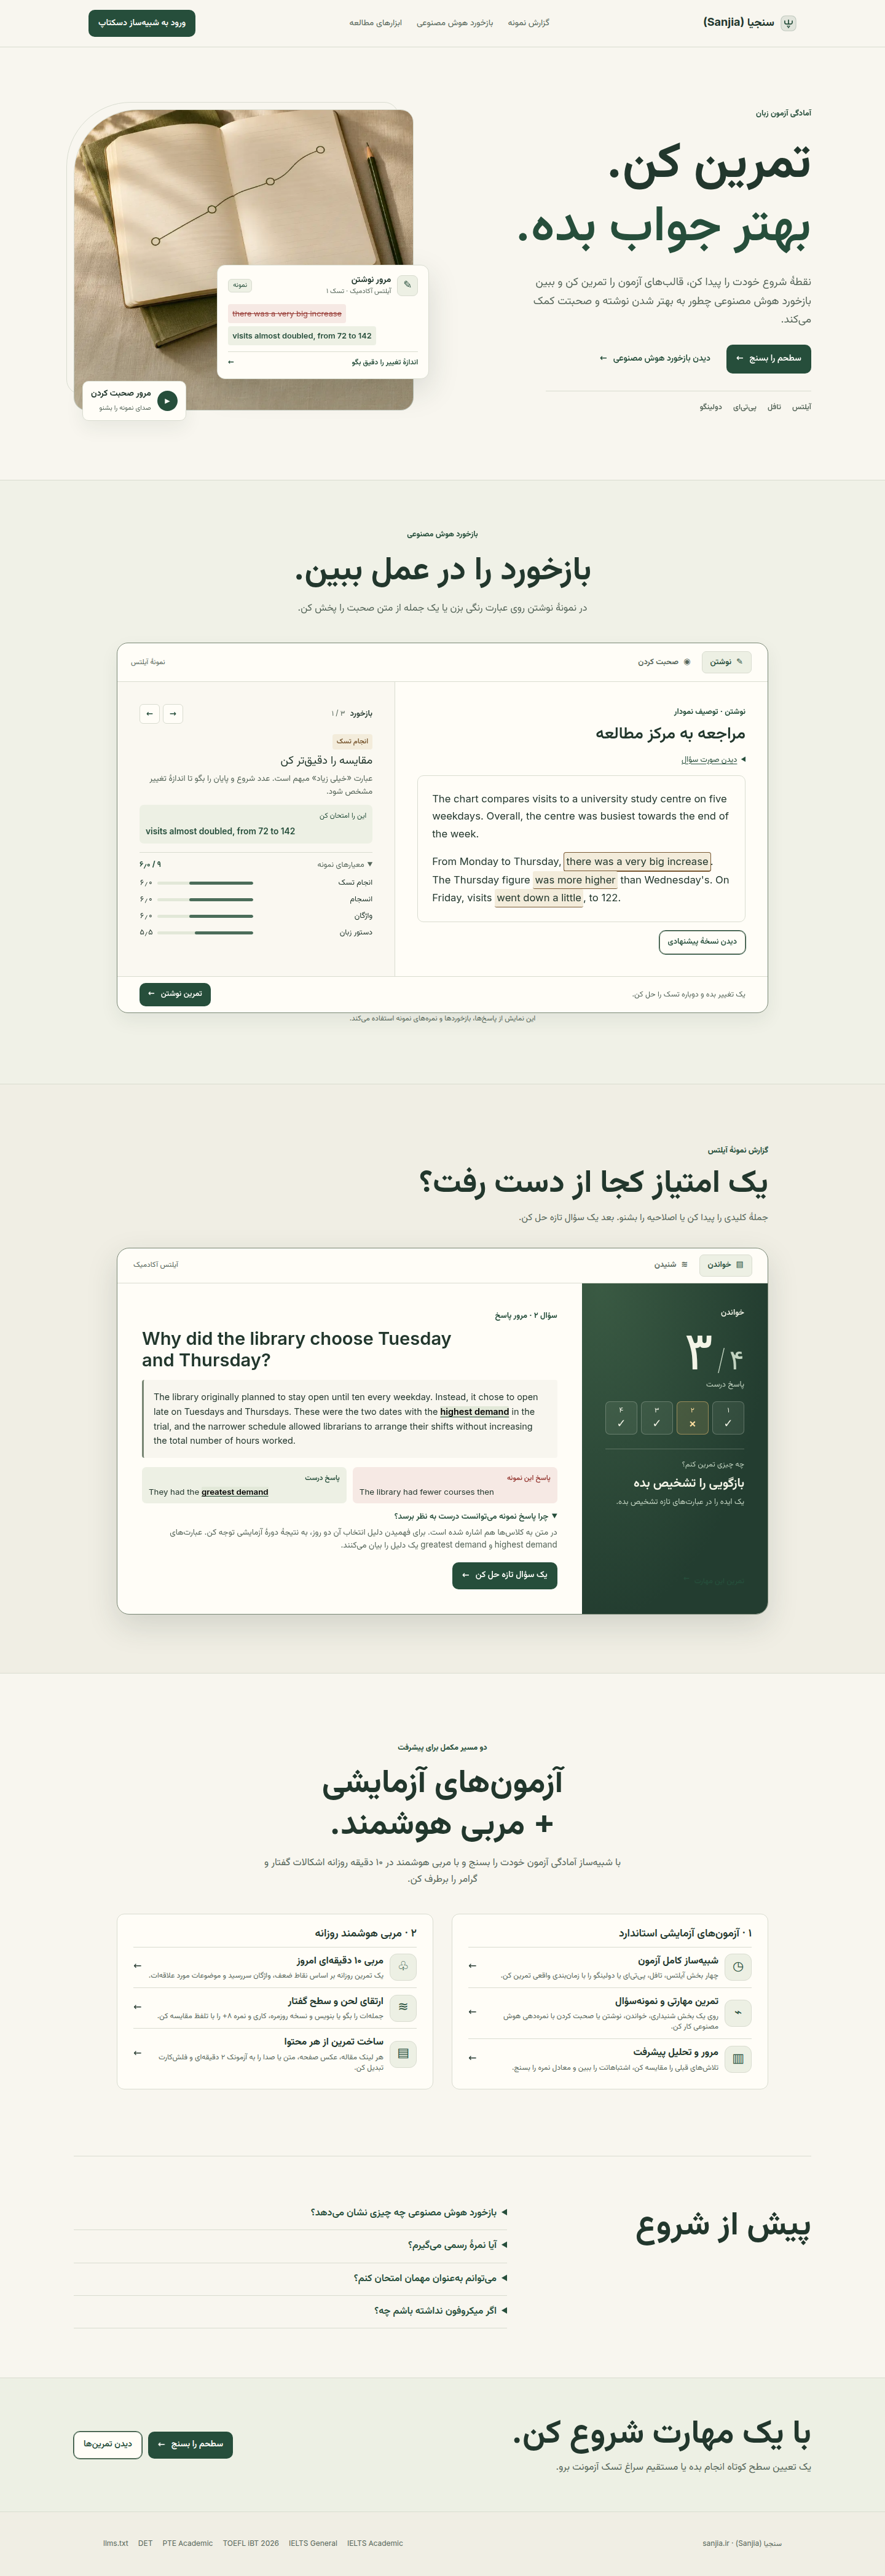 سنجیا (Sanjia)
گزارش نمونه
بازخورد هوش مصنوعی
ابزارهای مطالعه
ورود به شبیه‌ساز دسکتاپ
آمادگی آزمون زبان
تمرین کن.
بهتر جواب بده.
نقطهٔ شروع خودت را پیدا کن، قالب‌های آزمون را تمرین کن و ببین
بازخورد هوش مصنوعی چطور به بهتر شدن نوشته و صحبتت کمک
می‌کند.
سطحم را بسنج ←
دیدن بازخورد هوش مصنوعی ←
آیلتس
تافل
پی‌تی‌ای
دولینگو
مرور نوشتن
آیلتس آکادمیک · تسک ۱
نمونه
there was a very big increase
visits almost doubled, from 72 to 142
اندازهٔ تغییر را دقیق بگو ←
مرور صحبت کردن
صدای نمونه را بشنو
بازخورد هوش مصنوعی
بازخورد را در عمل ببین.
در نمونهٔ نوشتن روی عبارت رنگی بزن یا یک جمله از متن صحبت را پخش کن.
نوشتن
صحبت کردن
نمونهٔ آیلتس
نوشتن · توصیف نمودار
مراجعه به مرکز مطالعه
دیدن صورت سؤال
The chart compares visits to a university study centre on five
weekdays. Overall, the centre was busiest towards the end of
the week.
From Monday to Thursday, there was a very big increase.
The Thursday figure was more higher than Wednesday's. On
Friday, visits went down a little, to 122.
دیدن نسخهٔ پیشنهادی
بازخورد ۳ / ۱
→ ←
انجام تسک
مقایسه را دقیق‌تر کن
عبارت «خیلی زیاد» مبهم است. عدد شروع و پایان را بگو تا اندازهٔ تغییر
مشخص شود.
این را امتحان کن
visits almost doubled, from 72 to 142
معیارهای نمونه
۶٫۰ / ۹
انجام تسک ۶٫۰
انسجام ۶٫۰
واژگان ۶٫۰
دستور زبان ۵٫۵
یک تغییر بده و دوباره تسک را حل کن.
تمرین نوشتن ←
این نمایش از پاسخ‌ها، بازخوردها و نمره‌های نمونه استفاده می‌کند.
گزارش نمونهٔ آیلتس
یک امتیاز کجا از دست رفت؟
جملهٔ کلیدی را پیدا کن یا اصلاحیه را بشنو. بعد یک سؤال تازه حل کن.
خواندن
شنیدن
آیلتس آکادمیک
خواندن
۳ / ۴
پاسخ درست
۱ ✓
۲ ×
۳ ✓
۴ ✓
چه چیزی تمرین کنم؟
بازگویی را تشخیص بده
یک ایده را در عبارت‌های تازه تشخیص بده.
سؤال ۲ · مرور پاسخ
Why did the library choose Tuesday
and Thursday?
The library originally planned to stay open until ten every weekday. Instead, it chose to open
late on Tuesdays and Thursdays. These were the two dates with the highest demand in the
trial, and the narrower schedule allowed librarians to arrange their shifts without increasing
the total number of hours worked.
پاسخ این نمونه
The library had fewer courses then
پاسخ درست
They had the greatest demand
چرا پاسخ نمونه می‌توانست درست به نظر برسد؟
در متن به کلاس‌ها هم اشاره شده است. برای فهمیدن دلیل انتخاب آن دو روز، به نتیجهٔ دورهٔ آزمایشی توجه کن. عبارت‌های
highest demand و greatest demand یک دلیل را بیان می‌کنند.
یک سؤال تازه حل کن ←
دو مسیر مکمل برای پیشرفت
آزمون‌های آزمایشی
+ مربی هوشمند.
با شبیه‌ساز آمادگی آزمون خودت را بسنج و با مربی هوشمند در ۱۰ دقیقه روزانه اشکالات گفتار و
گرامر را برطرف کن.
۱ · آزمون‌های آزمایشی استاندارد
شبیه‌ساز کامل آزمون
چهار بخش آیلتس، تافل، پی‌تی‌ای یا دولینگو را با زمان‌بندی واقعی تمرین کن.
تمرین مهارتی و نمونه‌سؤال
روی یک بخش شنیداری، خواندن، نوشتن یا صحبت کردن با نمره‌دهی هوش
مصنوعی کار کن.
مرور و تحلیل پیشرفت
تلاش‌های قبلی را مقایسه کن، اشتباهاتت را ببین و معادل نمره را بسنج.
۲ · مربی هوشمند روزانه
مربی ۱۰ دقیقه‌ای امروز
یک تمرین روزانه بر اساس نقاط ضعف، واژگان سررسید و موضوعات مورد علاقه‌ات.
ارتقای لحن و سطح گفتار
جمله‌ات را بگو یا بنویس و نسخه روزمره، کاری و نمره ۸+ را با تلفظ مقایسه کن.
ساخت تمرین از هر محتوا
هر لینک مقاله، عکس صفحه، متن یا صدا را به آزمونک ۲ دقیقه‌ای و فلش‌کارت
تبدیل کن.
پیش از شروع
بازخورد هوش مصنوعی چه چیزی نشان می‌دهد؟
آیا نمرهٔ رسمی می‌گیرم؟
می‌توانم به‌عنوان مهمان امتحان کنم؟
اگر میکروفون نداشته باشم چه؟
با یک مهارت شروع کن.
یک تعیین سطح کوتاه انجام بده یا مستقیم سراغ تسک آزمونت برو.
سطحم را بسنج ←
دیدن تمرین‌ها
سنجیا (Sanjia) · sanjia.ir
IELTS Academic
IELTS General
TOEFL iBT 2026
PTE Academic
DET
llms.txt